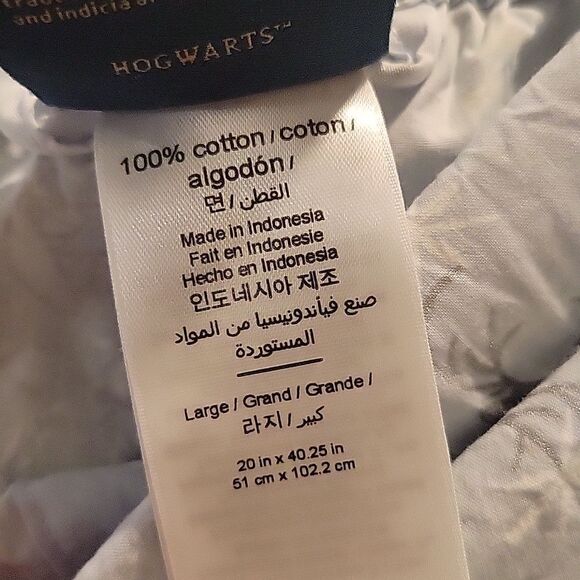 and indicia
HOGWARTS™
100% cotton / coton /
algodón /
면 / القطن
Made in Indonesia
Fait en Indonesie
Hecho en Indonesia
인도네시아 제조
صنع فيأندونيسيا من المواد
المستوردة
Large / Grand / Grande /
라지 / كبير
20 in x 40.25 in
51 cm x 102.2 cm